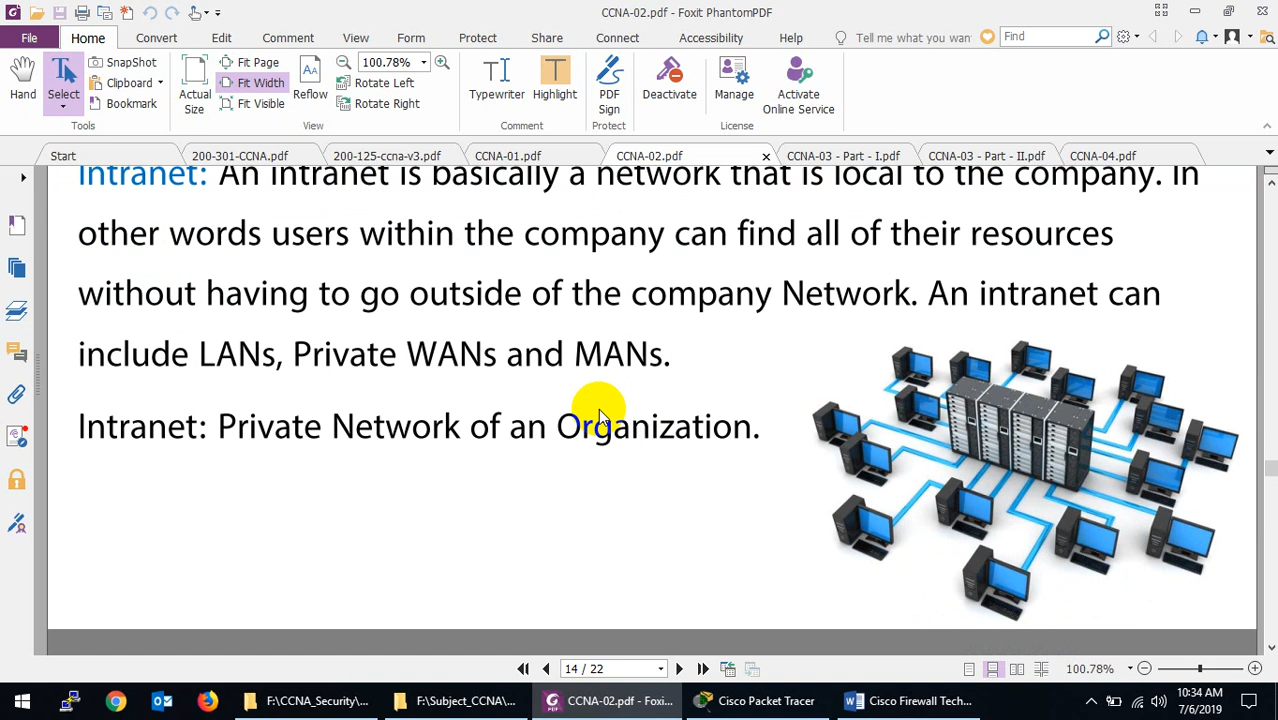 CCNA-02.pdf - Foxit PhantomPDF
File Home Convert Edit Comment View Form Protect Share Connect Accessibility Help Tell me what you want Find
Hand
Select
SnapShot
Clipboard
Bookmark
Tools
Actual Size
Fit Page
Fit Width
Fit Visible
Reflow
100.78%
Rotate Left
Rotate Right
View
Typewriter
Highlight
Comment
PDF Sign
Protect
Deactivate
Manage
Activate Online Service
License
Start 200-301-CCNA.pdf 200-125-ccna-v3.pdf CCNA-01.pdf CCNA-02.pdf CCNA-03 - Part - I.pdf CCNA-03 - Part - II.pdf CCNA-04.pdf
Intranet: An intranet is basically a network that is local to the company. In
other words users within the company can find all of their resources
without having to go outside of the company Network. An intranet can
include LANs, Private WANs and MANs.
Intranet: Private Network of an Organization.
14 / 22
100.78%
F:\CCNA_Security\... F:\Subject_CCNA\... CCNA-02.pdf - Foxi... Cisco Packet Tracer Cisco Firewall Tech...
10:34 AM
7/6/2019